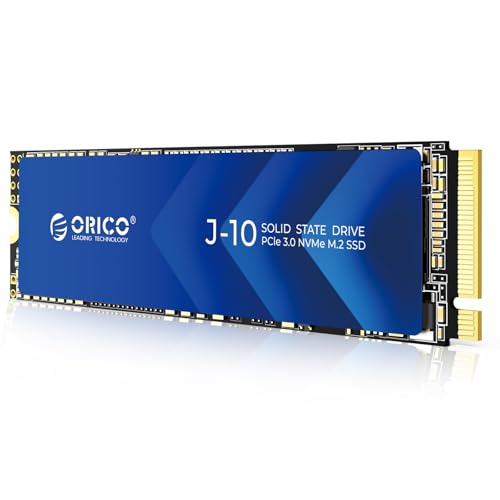 ORICO®
LEADING TECHNOLOGY
J-10
SOLID STATE DRIVE
PCIe 3.0 NVMe M.2 SSD